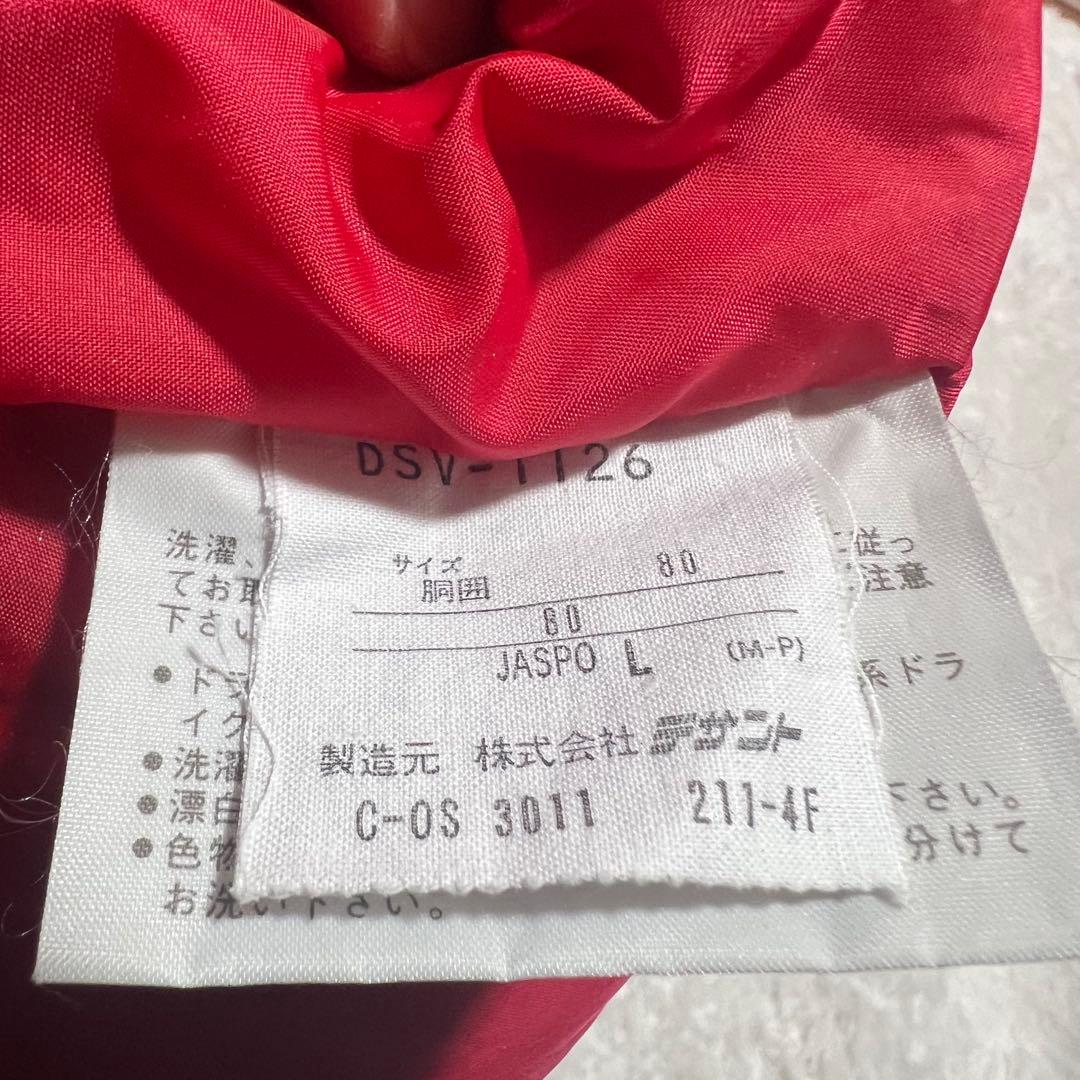 DSV-1126
サイズ 80
胴囲
80
JASPO L (M-P)
製造元 株式会社デサント
C-OS 3011 211-4F
洗濯、
に従っ
てお取
ご注意
下さい
●ドラ
系ドラ
イク
●洗濯
●漂白
下さい。
●色物
分けて
お洗い下さい。